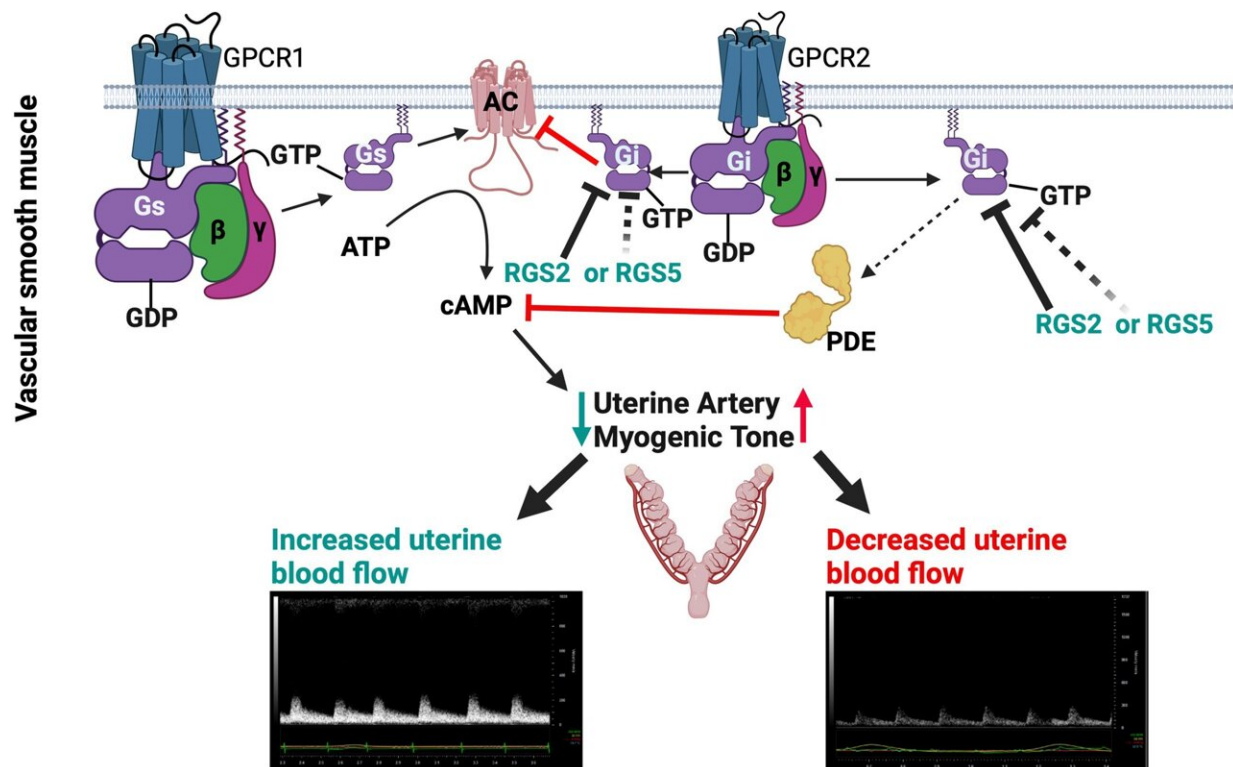 Vascular smooth muscle
GPCR1
GPCR2
AC
GTP
Gs
Gi
Gi
β
γ
Gi
GTP
GTP
Gs
β
γ
ATP
GDP
RGS2 or RGS5
cAMP
GDP
PDE
RGS2 or RGS5
Uterine Artery
Myogenic Tone
Increased uterine
blood flow
Decreased uterine
blood flow